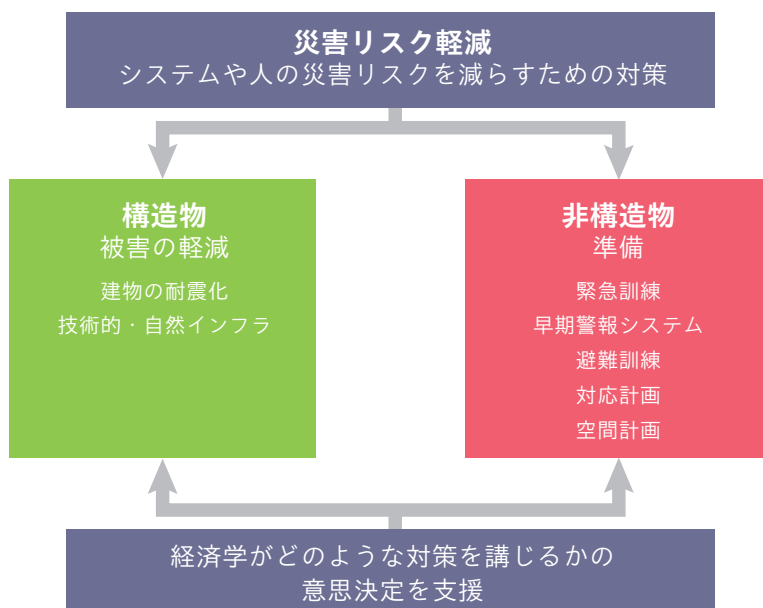 災害リスク軽減
システムや人の災害リスクを減らすための対策
構造物
被害の軽減
建物の耐震化
技術的・自然インフラ
非構造物
準備
緊急訓練
早期警報システム
避難訓練
対応計画
空間計画
経済学がどのような対策を講じるかの
意思決定を支援